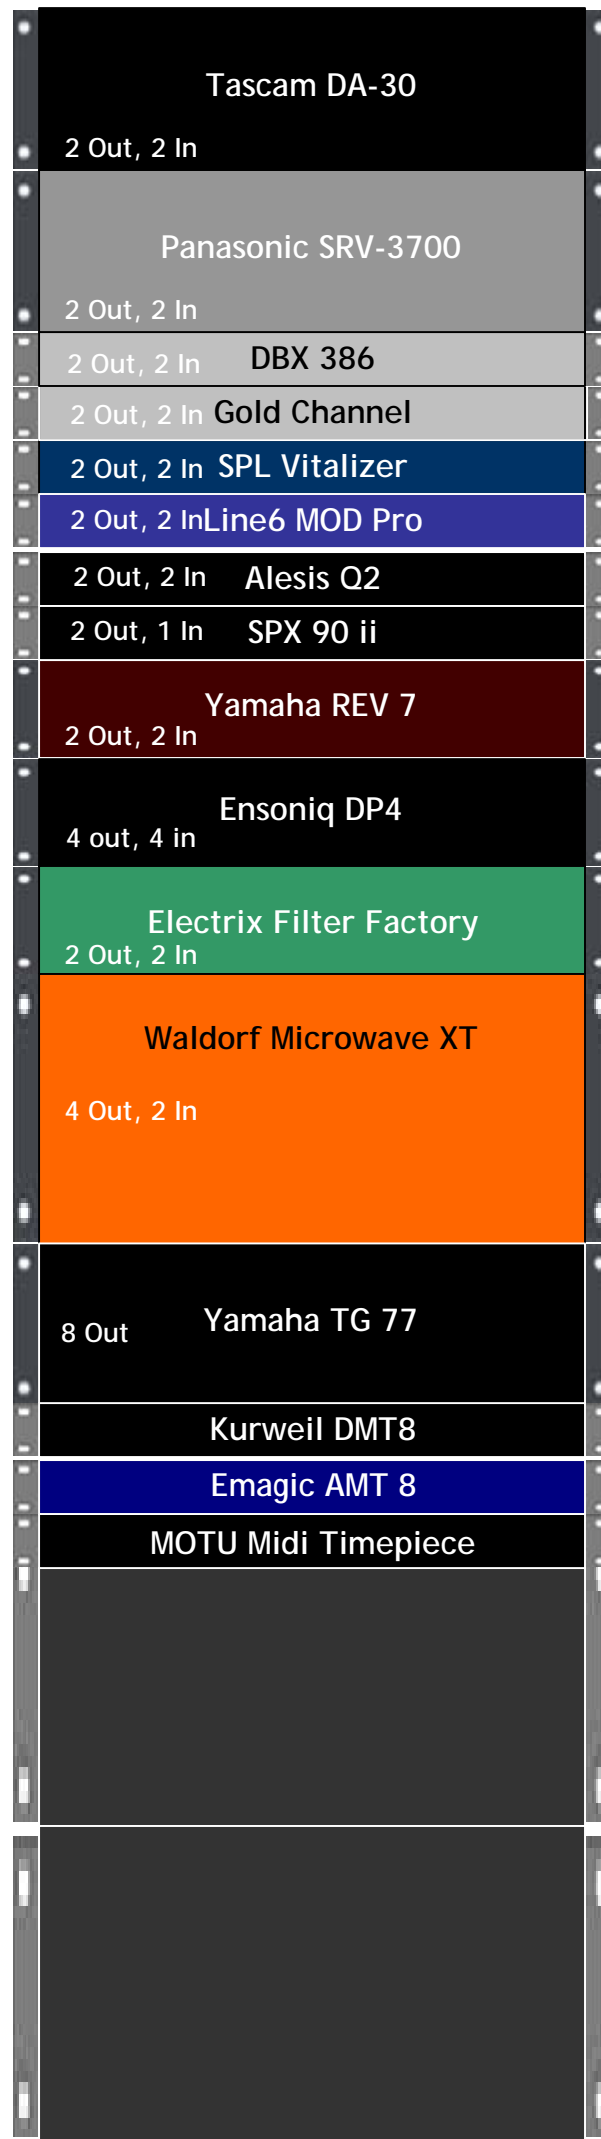 Tascam DA-30
2 Out, 2 In
Panasonic SRV-3700
2 Out, 2 In
2 Out, 2 In DBX 386
2 Out, 2 In Gold Channel
2 Out, 2 In SPL Vitalizer
2 Out, 2 In Line6 MOD Pro
2 Out, 2 In Alesis Q2
2 Out, 1 In SPX 90 ii
Yamaha REV 7
2 Out, 2 In
Ensoniq DP4
4 out, 4 in
Electrix Filter Factory
2 Out, 2 In
Waldorf Microwave XT
4 Out, 2 In
8 Out Yamaha TG 77
Kurweil DMT8
Emagic AMT 8
MOTU Midi Timepiece